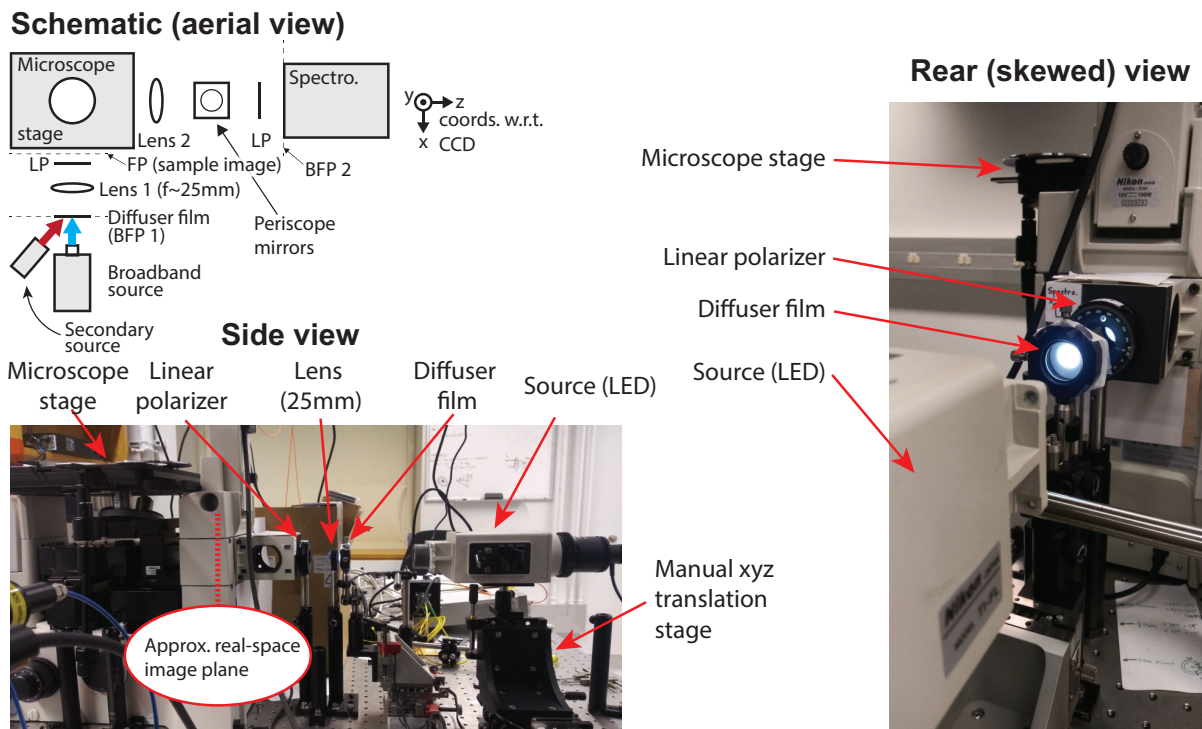 Schematic (aerial view)
Microscope
stage
Lens 2
LP
Spectro.
y
z
coords. w.r.t.
x CCD
LP
FP (sample image)
BFP 2
Lens 1 (f~25mm)
Diffuser film
(BFP 1)
Periscope
mirrors
Broadband
source
Secondary
source
Side view
Microscope
stage
Linear
polarizer
Lens
(25mm)
Diffuser
film
Source (LED)
Approx. real-space
image plane
Manual xyz
translation
stage
Rear (skewed) view
Microscope stage
Linear polarizer
Diffuser film
Source (LED)
Nikon
12V 100W
Spectro.
Nikon